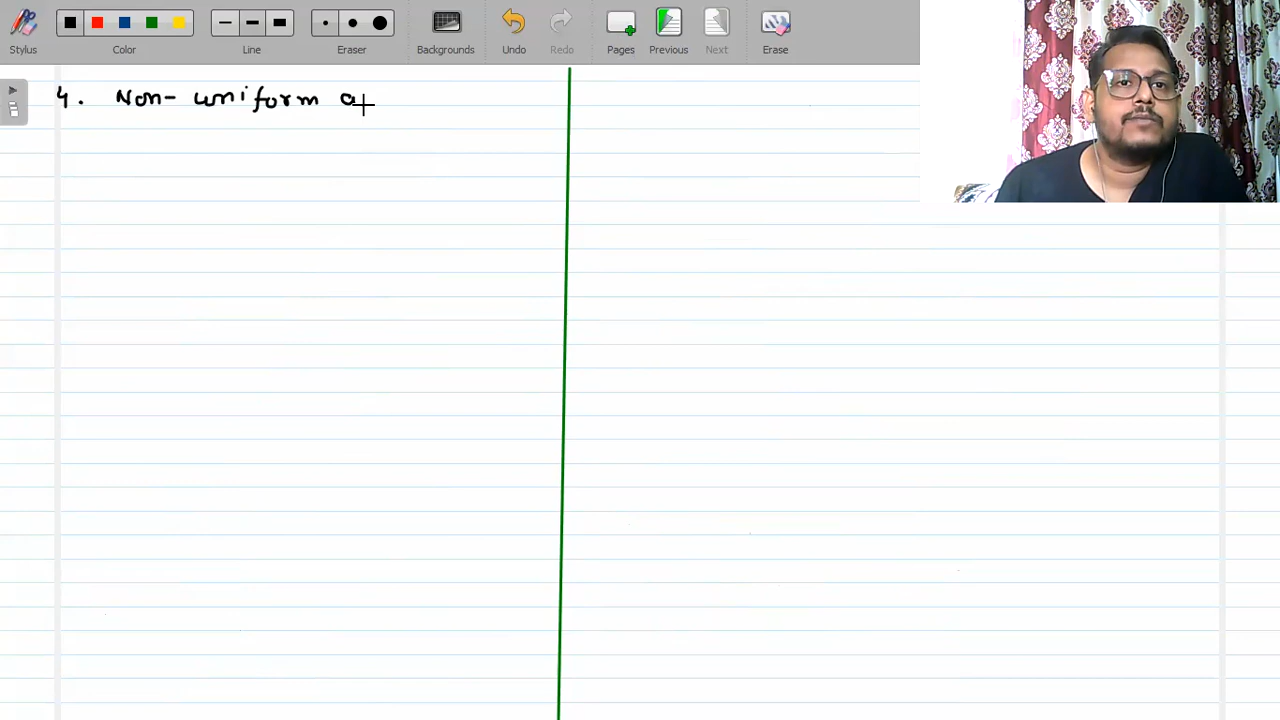 Stylus
Color
Line
Eraser
Backgrounds
Undo
Redo
Pages
Previous
Next
Erase
4. Non-uniform